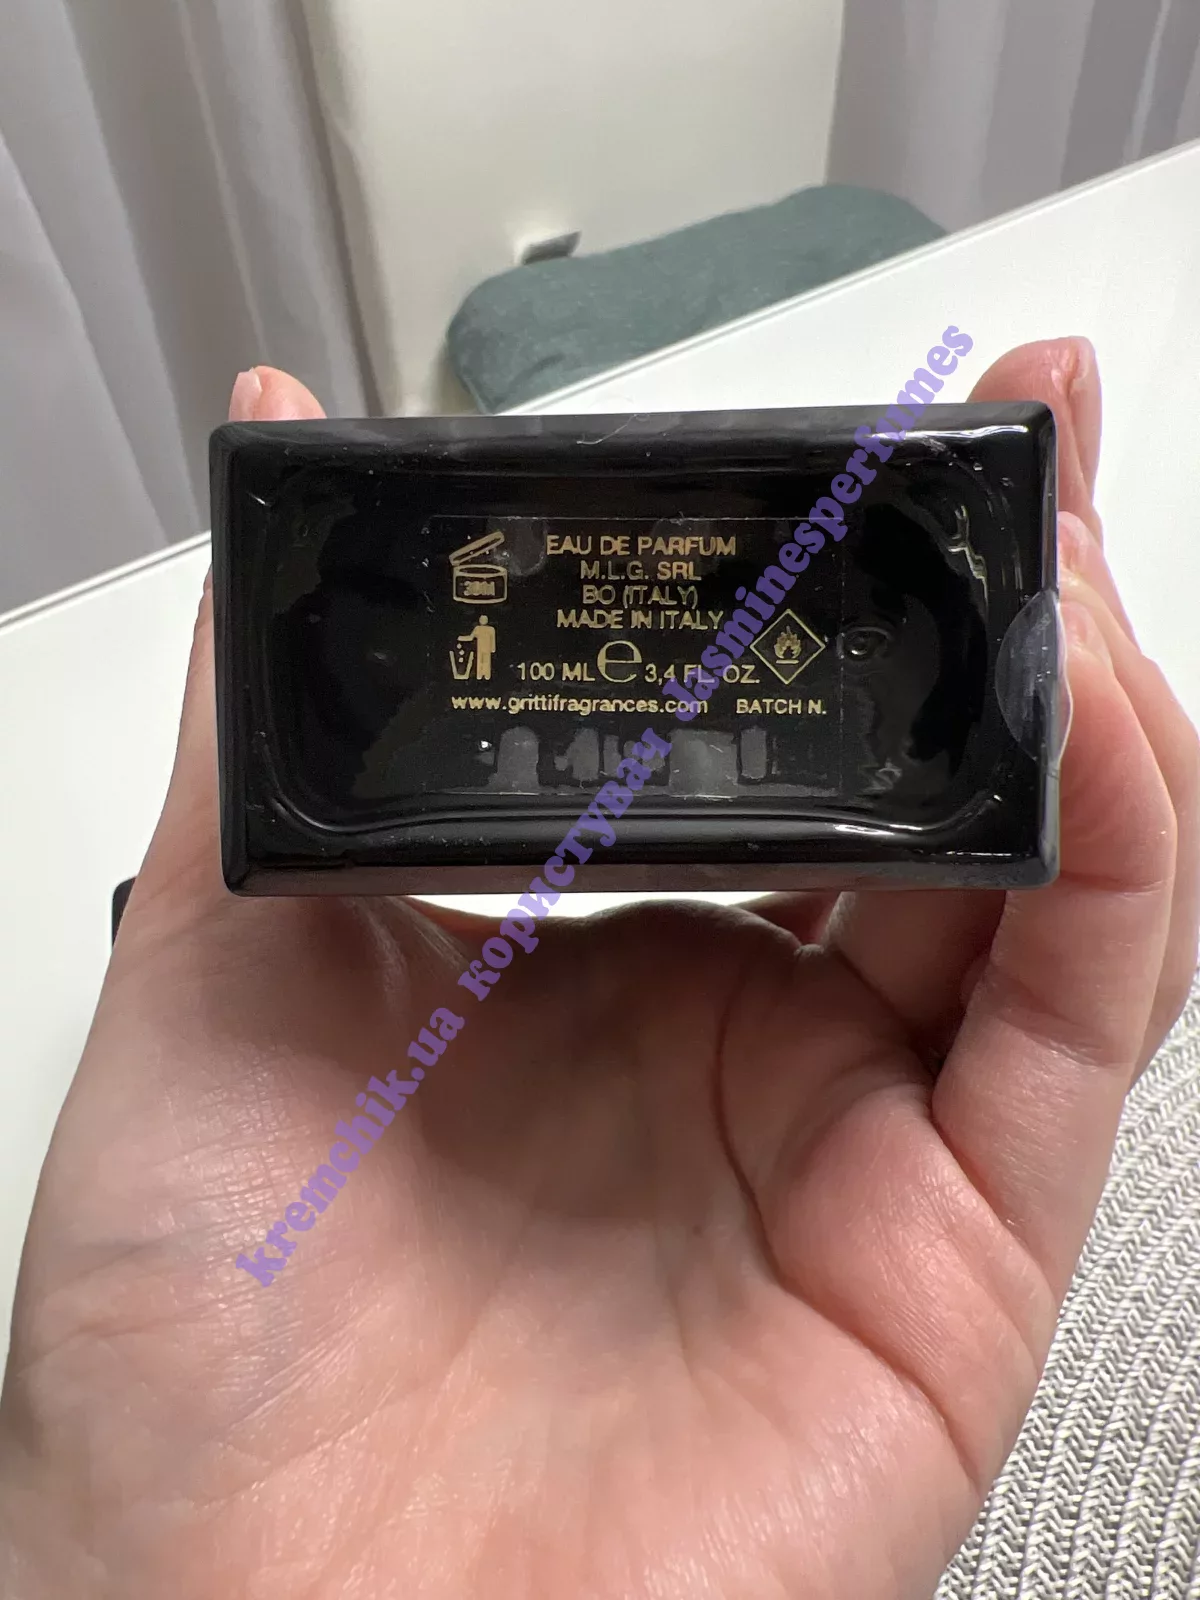 EAU DE PARFUM
M.L.G. SRL
BO (ITALY)
MADE IN ITALY
100 ML e 3,4 FL. OZ.
www.grittifragrances.com BATCH N.
kremchik.ua користувач Jasminesperfumes